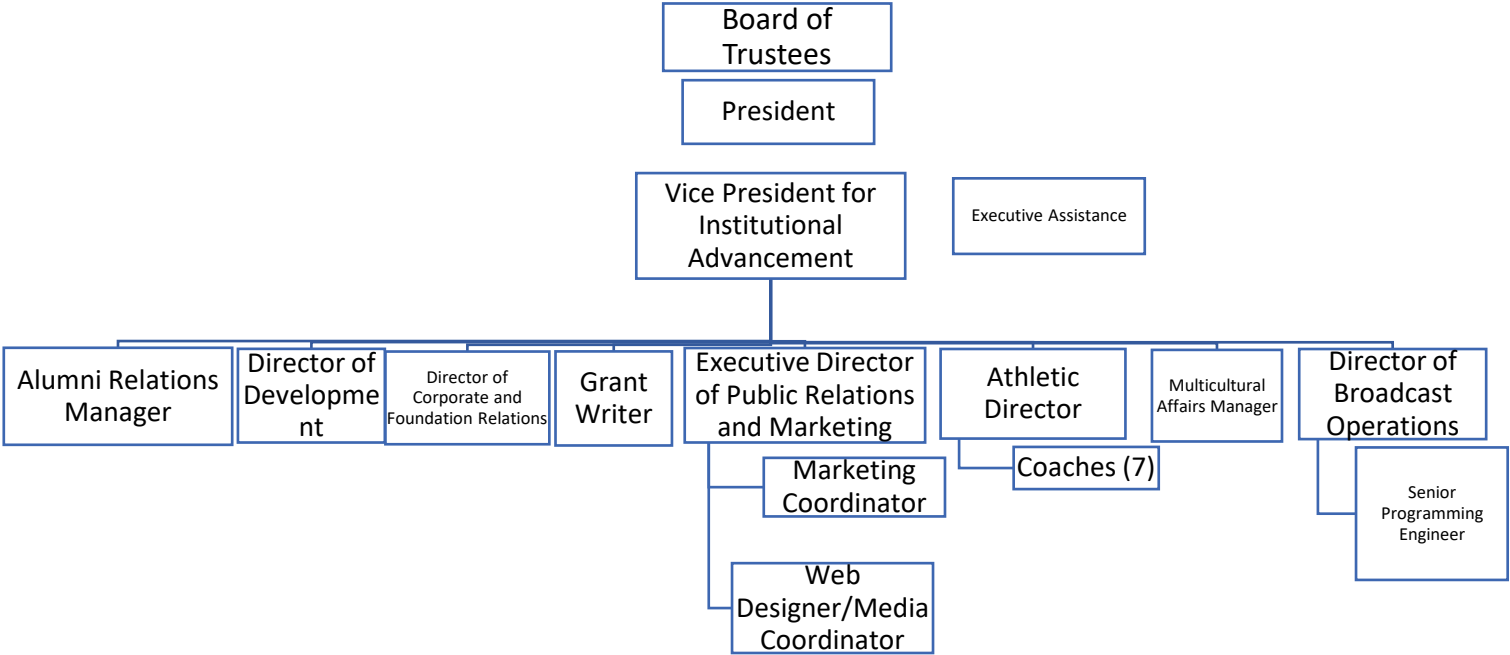 Board of
Trustees
President
Vice President for
Institutional
Advancement
Executive Assistance
Alumni Relations
Manager
Director of
Developme
nt
Director of
Corporate and
Foundation Relations
Grant
Writer
Executive Director
of Public Relations
and Marketing
Athletic
Director
Multicultural
Affairs Manager
Director of
Broadcast
Operations
Marketing
Coordinator
Coaches (7)
Senior
Programming
Engineer
Web
Designer/Media
Coordinator